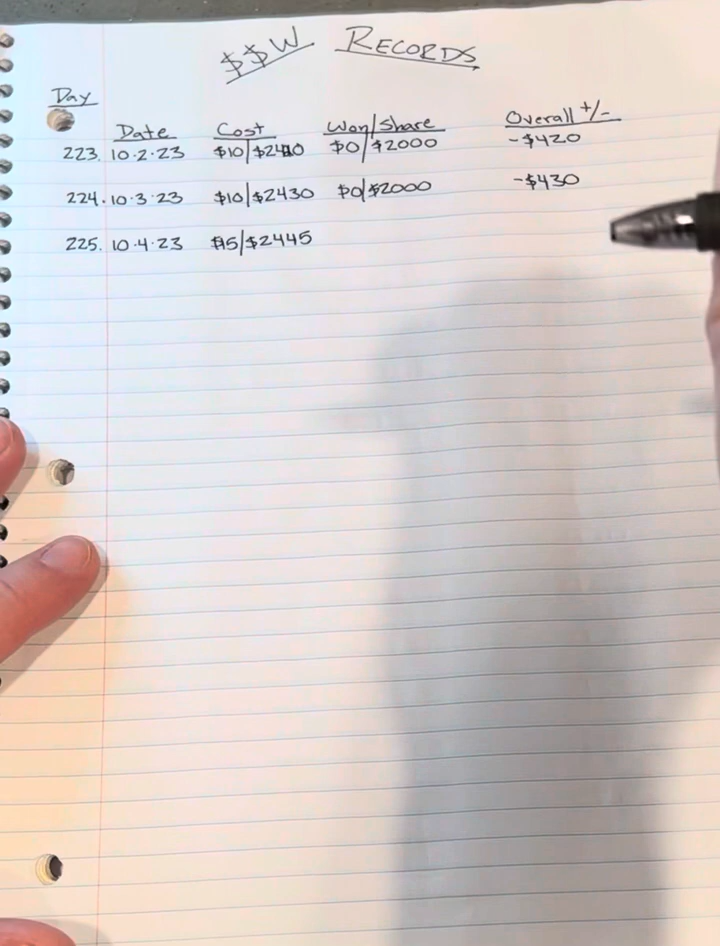 $$W RECORDS
Day
Date Cost Won/Share Overall +/-
223. 10·2·23 $10/$2420 $0/$2000 -$420
224. 10·3·23 $10/$2430 $0/$2000 -$430
225. 10·4·23 $15/$2445